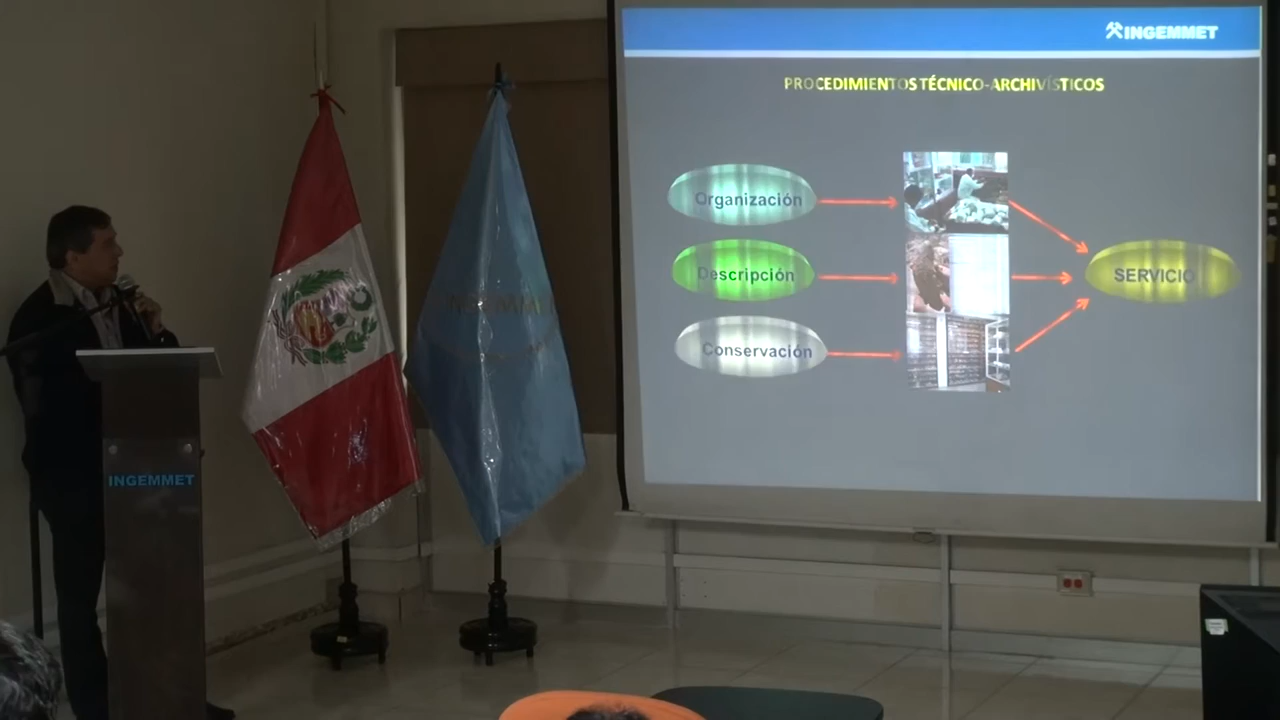 INGEMMET
PROCEDIMIENTOS TÉCNICO-ARCHIVÍSTICOS
Organización
Descripción
SERVICIO
Conservación
INGEMMET